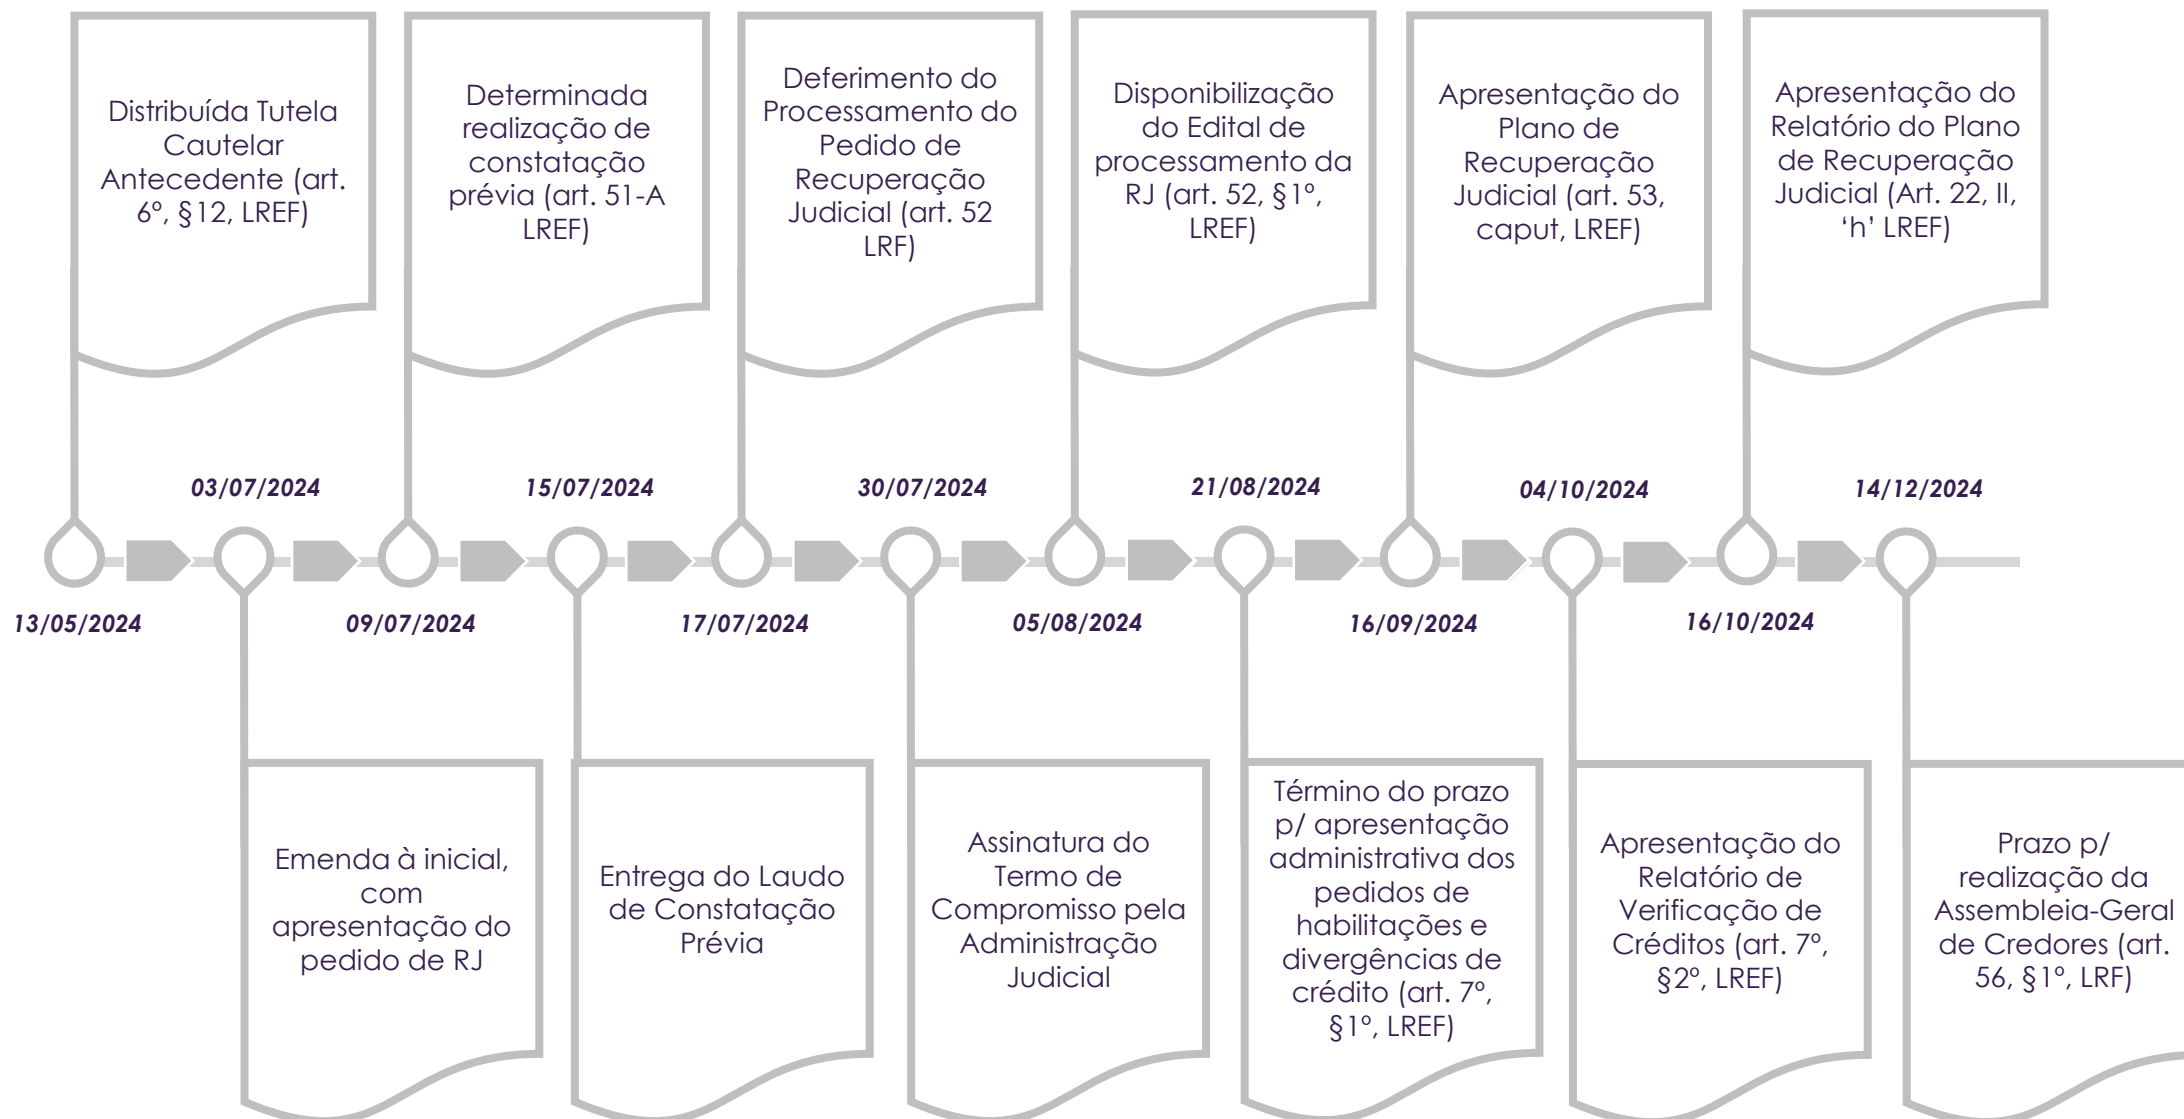 Distribuída Tutela
Cautelar
Antecedente (art.
6º, §12, LREF)
Determinada
realização de
constatação
prévia (art. 51-A
LREF)
Deferimento do
Processamento do
Pedido de
Recuperação
Judicial (art. 52
LRF)
Disponibilização
do Edital de
processamento da
RJ (art. 52, §1º,
LREF)
Apresentação do
Plano de
Recuperação
Judicial (art. 53,
caput, LREF)
Apresentação do
Relatório do Plano
de Recuperação
Judicial (Art. 22, II,
‘h’ LREF)
03/07/2024
15/07/2024
30/07/2024
21/08/2024
04/10/2024
14/12/2024
13/05/2024
09/07/2024
17/07/2024
05/08/2024
16/09/2024
16/10/2024
Emenda à inicial,
com
apresentação do
pedido de RJ
Entrega do Laudo
de Constatação
Prévia
Assinatura do
Termo de
Compromisso pela
Administração
Judicial
Término do prazo
p/ apresentação
administrativa dos
pedidos de
habilitações e
divergências de
crédito (art. 7º,
§1º, LREF)
Apresentação do
Relatório de
Verificação de
Créditos (art. 7º,
§2º, LREF)
Prazo p/
realização da
Assembleia-Geral
de Credores (art.
56, §1º, LRF)